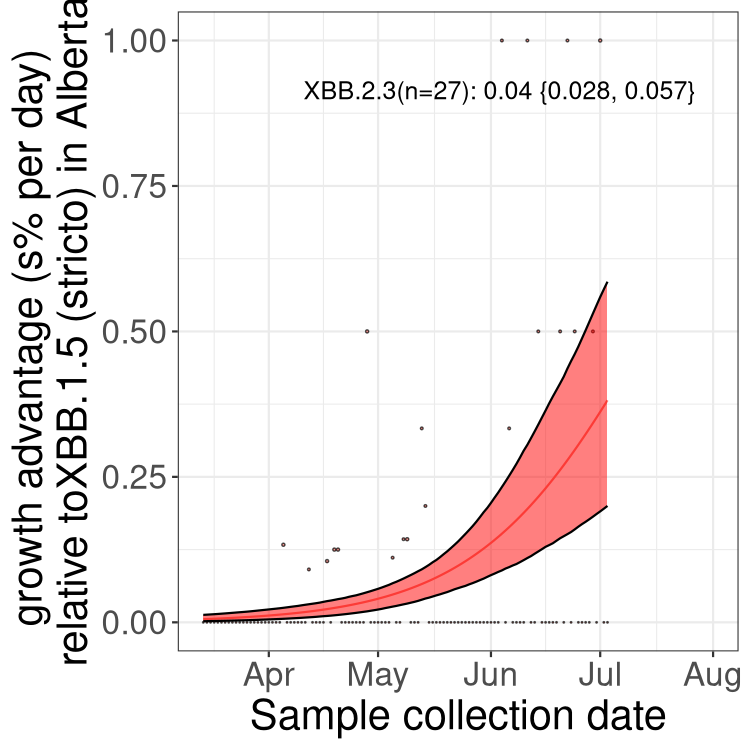 growth advantage (s% per day)
relative toXBB.1.5 (stricto) in Alberta
1.00
0.75
0.50
0.25
0.00
XBB.2.3(n=27): 0.04 {0.028, 0.057}
Apr
May
Jun
Jul
Aug
Sample collection date